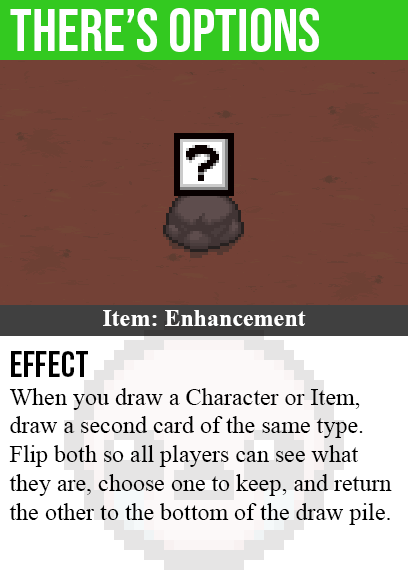 THERE'S OPTIONS
?
Item: Enhancement
EFFECT
When you draw a Character or Item,
draw a second card of the same type.
Flip both so all players can see what
they are, choose one to keep, and return
the other to the bottom of the draw pile.